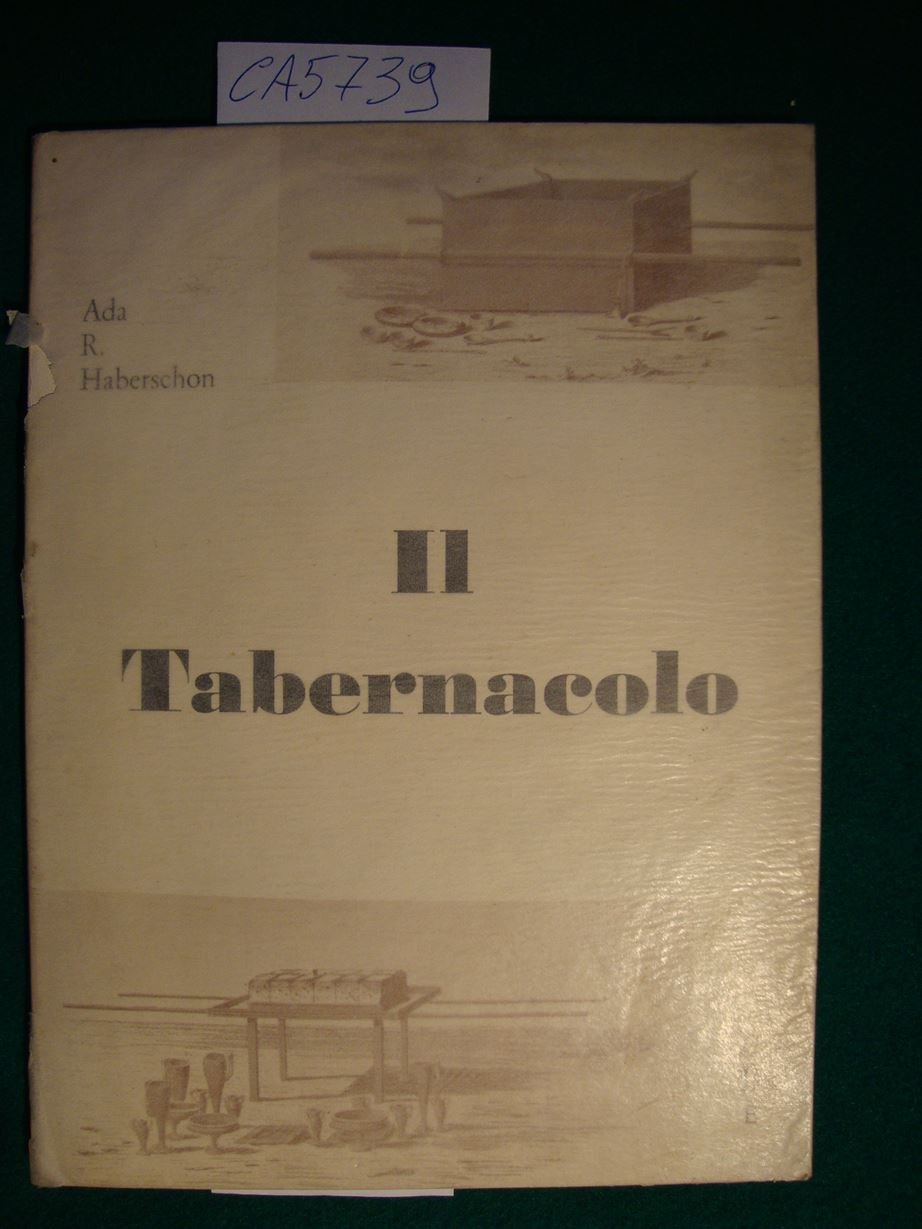 CA5739
Ada
R.
Haberschon
Il
Tabernacolo
E